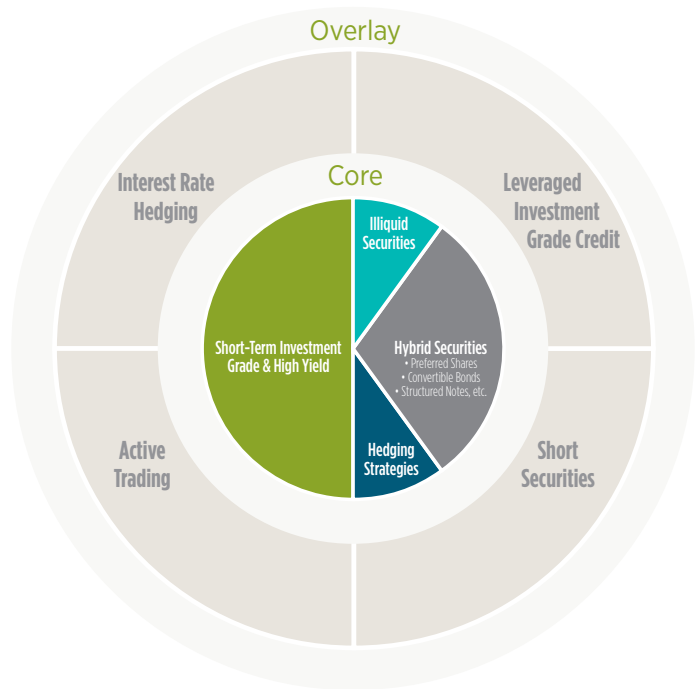 Overlay
Interest Rate
Hedging
Leveraged
Investment
Grade Credit
Core
Illiquid
Securities
Short-Term Investment
Grade & High Yield
Hybrid Securities
• Preferred Shares
• Convertible Bonds
• Structured Notes, etc.
Hedging
Strategies
Active
Trading
Short
Securities